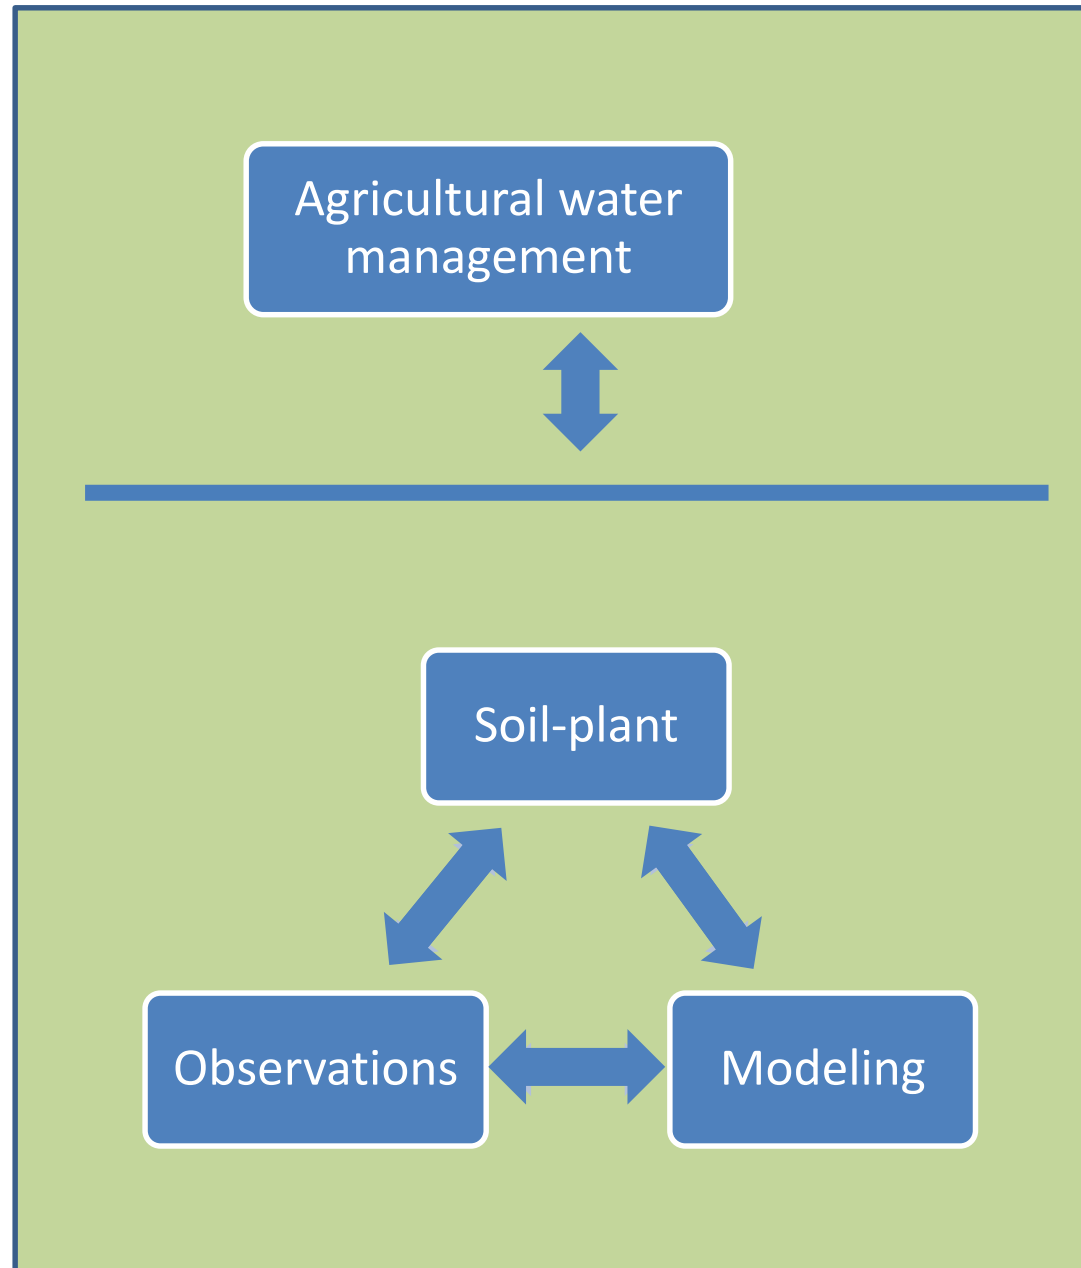 Agricultural water
management
Soil-plant
Observations
Modeling